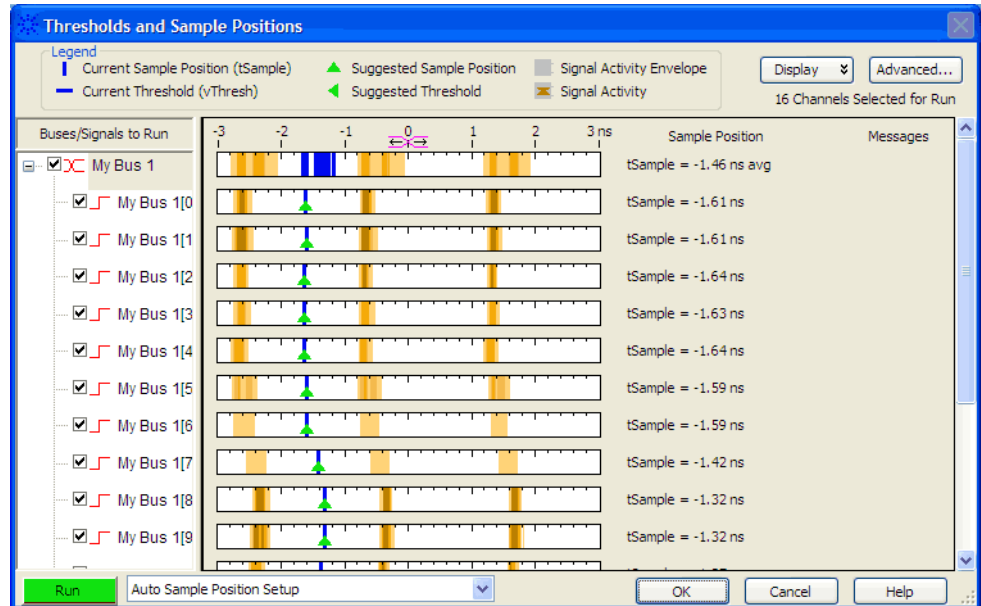 Thresholds and Sample Positions
Legend
Current Sample Position (tSample) Suggested Sample Position Signal Activity Envelope
Current Threshold (vThresh) Suggested Threshold Signal Activity
Display Advanced...
16 Channels Selected for Run
Buses/Signals to Run -3 -2 -1 0 1 2 3 ns Sample Position Messages
My Bus 1 tSample = -1.46 ns avg
My Bus 1[0 tSample = -1.61 ns
My Bus 1[1 tSample = -1.61 ns
My Bus 1[2 tSample = -1.64 ns
My Bus 1[3 tSample = -1.63 ns
My Bus 1[4 tSample = -1.64 ns
My Bus 1[5 tSample = -1.59 ns
My Bus 1[6 tSample = -1.59 ns
My Bus 1[7 tSample = -1.42 ns
My Bus 1[8 tSample = -1.32 ns
My Bus 1[9 tSample = -1.32 ns
Run Auto Sample Position Setup OK Cancel Help